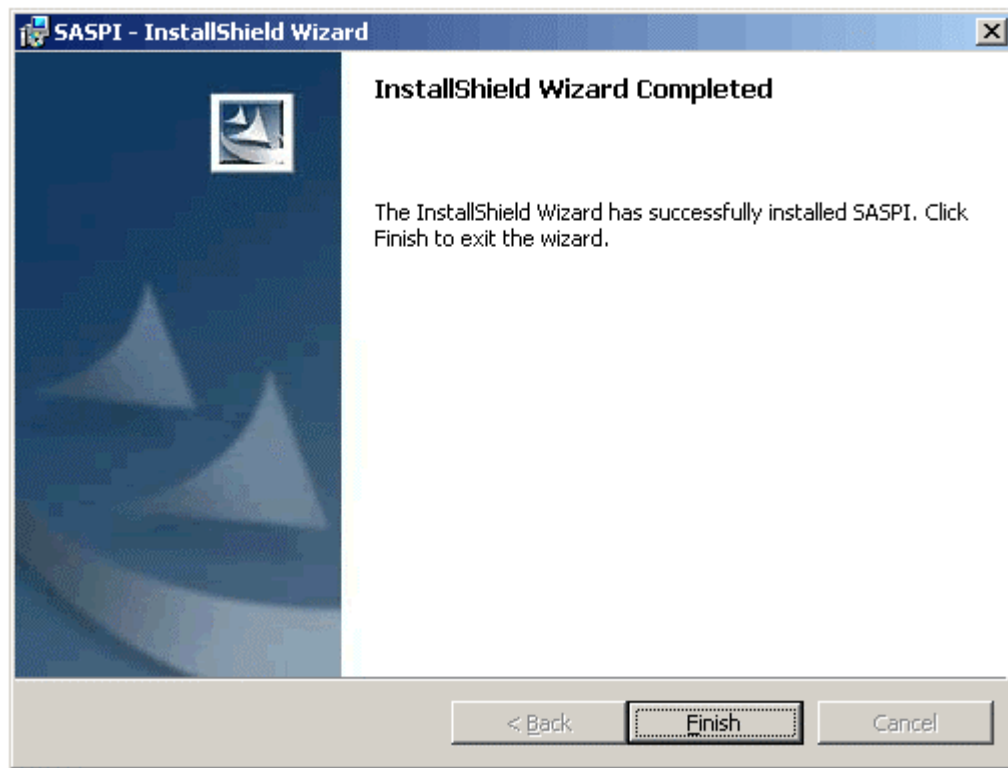 SASPI - InstallShield Wizard
InstallShield Wizard Completed
The InstallShield Wizard has successfully installed SASPI. Click
Finish to exit the wizard.
< Back
Finish
Cancel